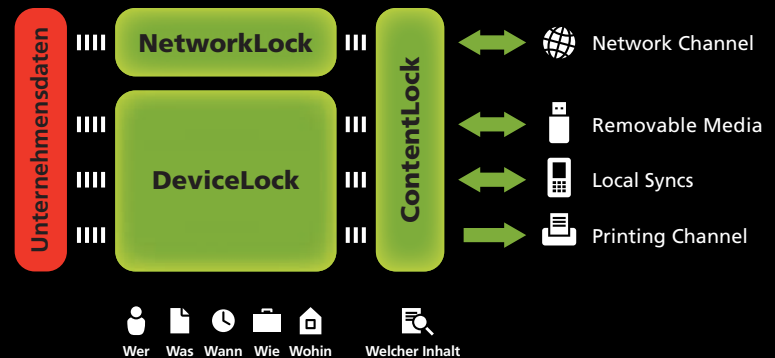 Unternehmensdaten
NetworkLock
DeviceLock
ContentLock
Network Channel
Removable Media
Local Syncs
Printing Channel
Wer Was Wann Wie Wohin Welcher Inhalt